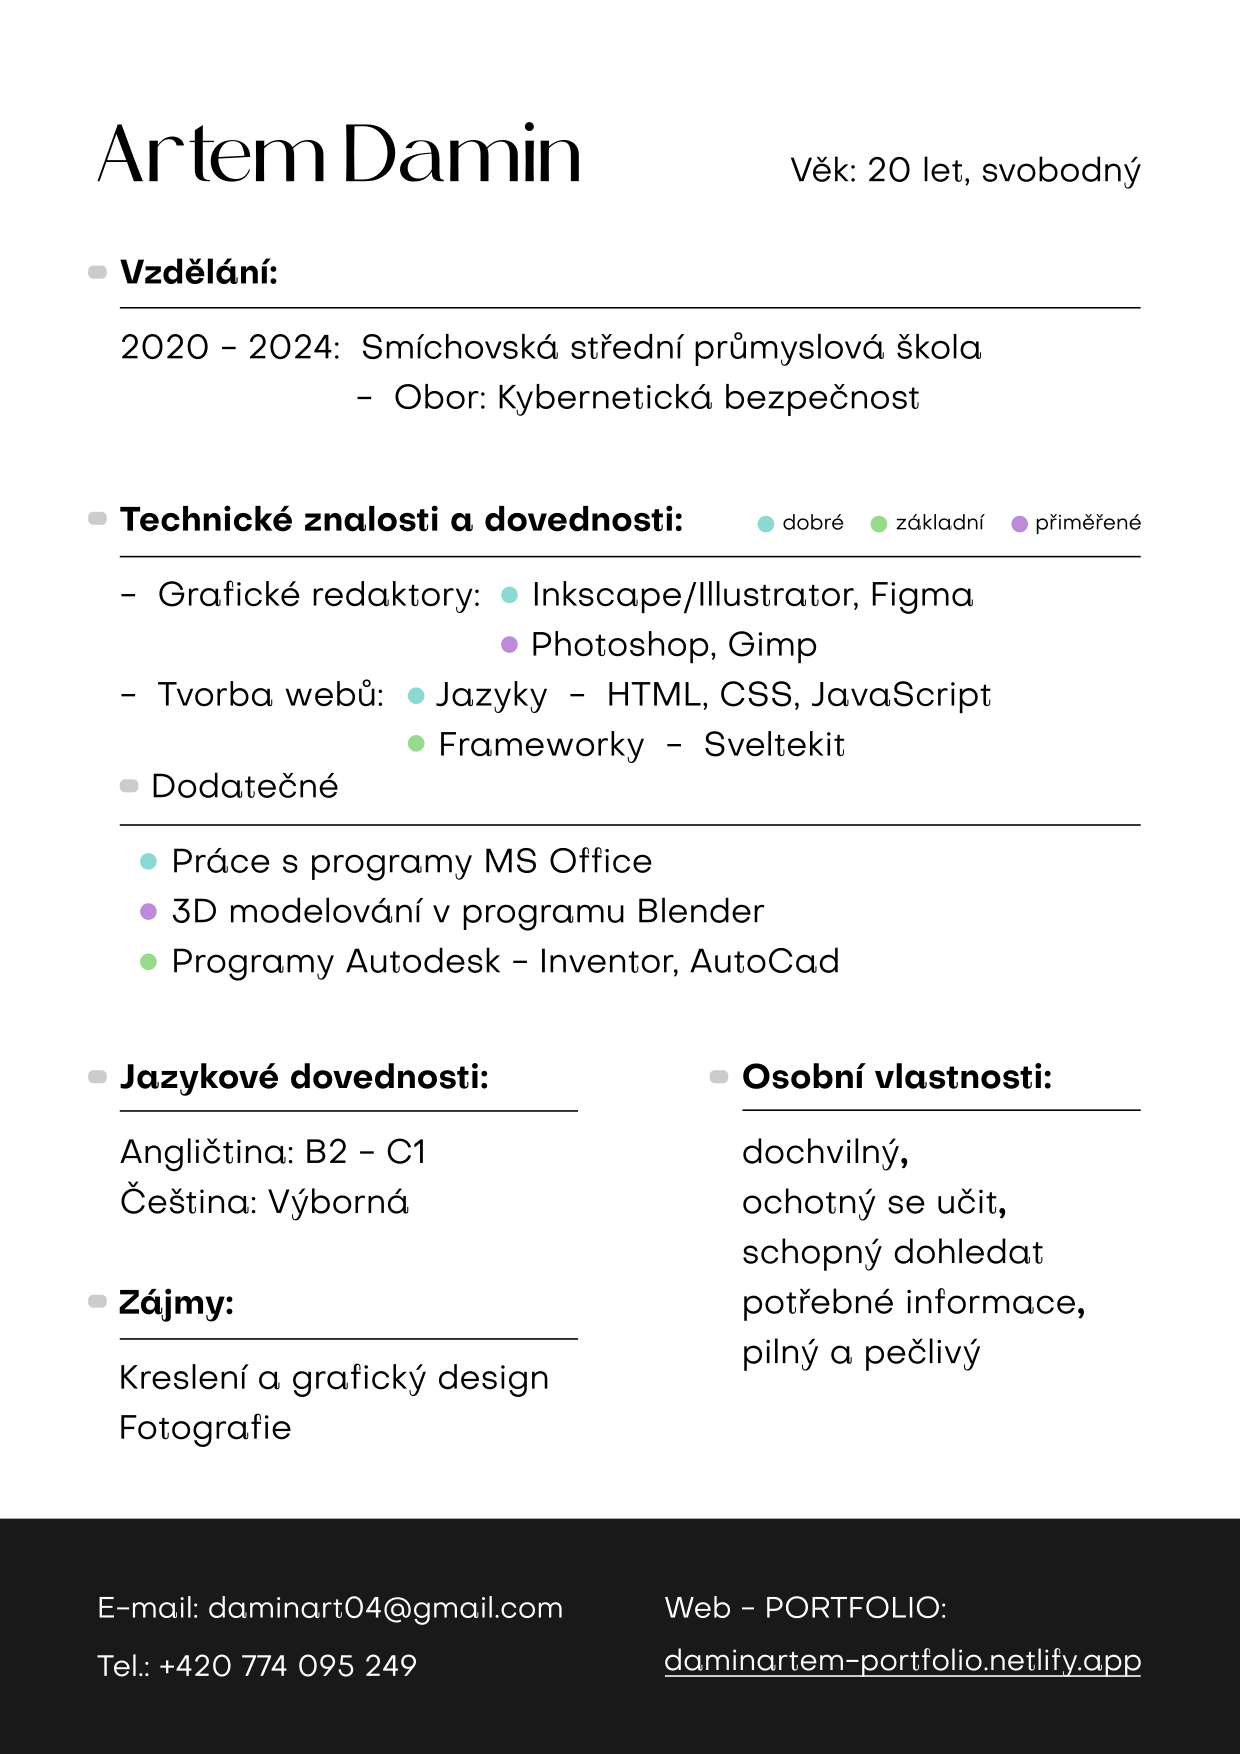 Artem Damin
Věk: 20 let, svobodný
Vzdělání:
2020 - 2024: Smíchovská střední průmyslová škola
- Obor: Kybernetická bezpečnost
Technické znalosti a dovednosti:
dobré základní přiměřené
- Grafické redaktory: Inkscape/Illustrator, Figma
Photoshop, Gimp
- Tvorba webů: Jazyky - HTML, CSS, JavaScript
Frameworky - Sveltekit
Dodatečné
Práce s programy MS Office
3D modelování v programu Blender
Programy Autodesk - Inventor, AutoCad
Jazykové dovednosti:
Angličtina: B2 - C1
Čeština: Výborná
Zájmy:
Kreslení a grafický design
Fotografie
Osobní vlastnosti:
dochvilný,
ochotný se učit,
schopný dohledat
potřebné informace,
pilný a pečlivý
E-mail: daminart04@gmail.com
Tel.: +420 774 095 249
Web - PORTFOLIO:
daminartem-portfolio.netlify.app